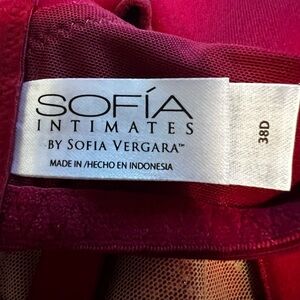 SOFÍA
INTIMATES
BY SOFIA VERGARA™
MADE IN /HECHO EN INDONESIA
38D